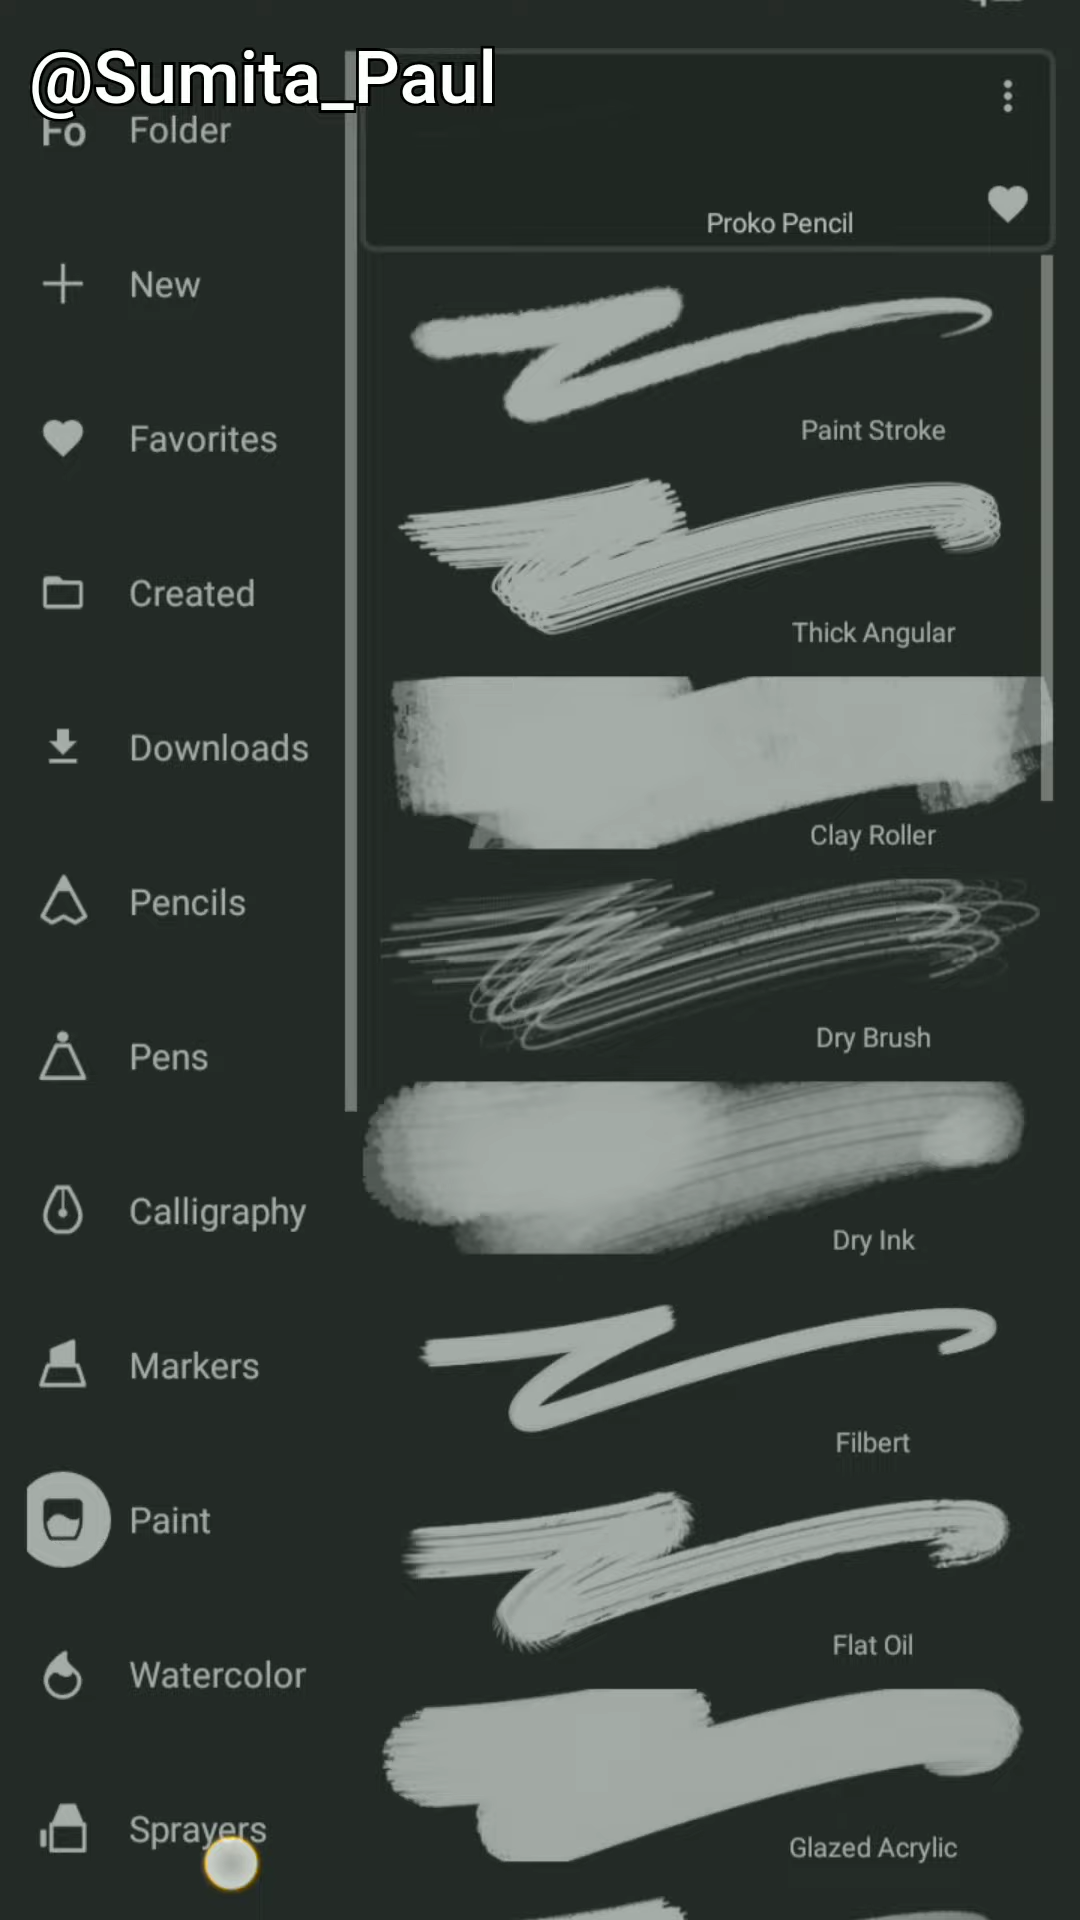 @Sumita_Paul
Fo Folder
New
Favorites
Created
Downloads
Pencils
Pens
Calligraphy
Markers
Paint
Watercolor
Sprayers
Proko Pencil
Paint Stroke
Thick Angular
Clay Roller
Dry Brush
Dry Ink
Filbert
Flat Oil
Glazed Acrylic